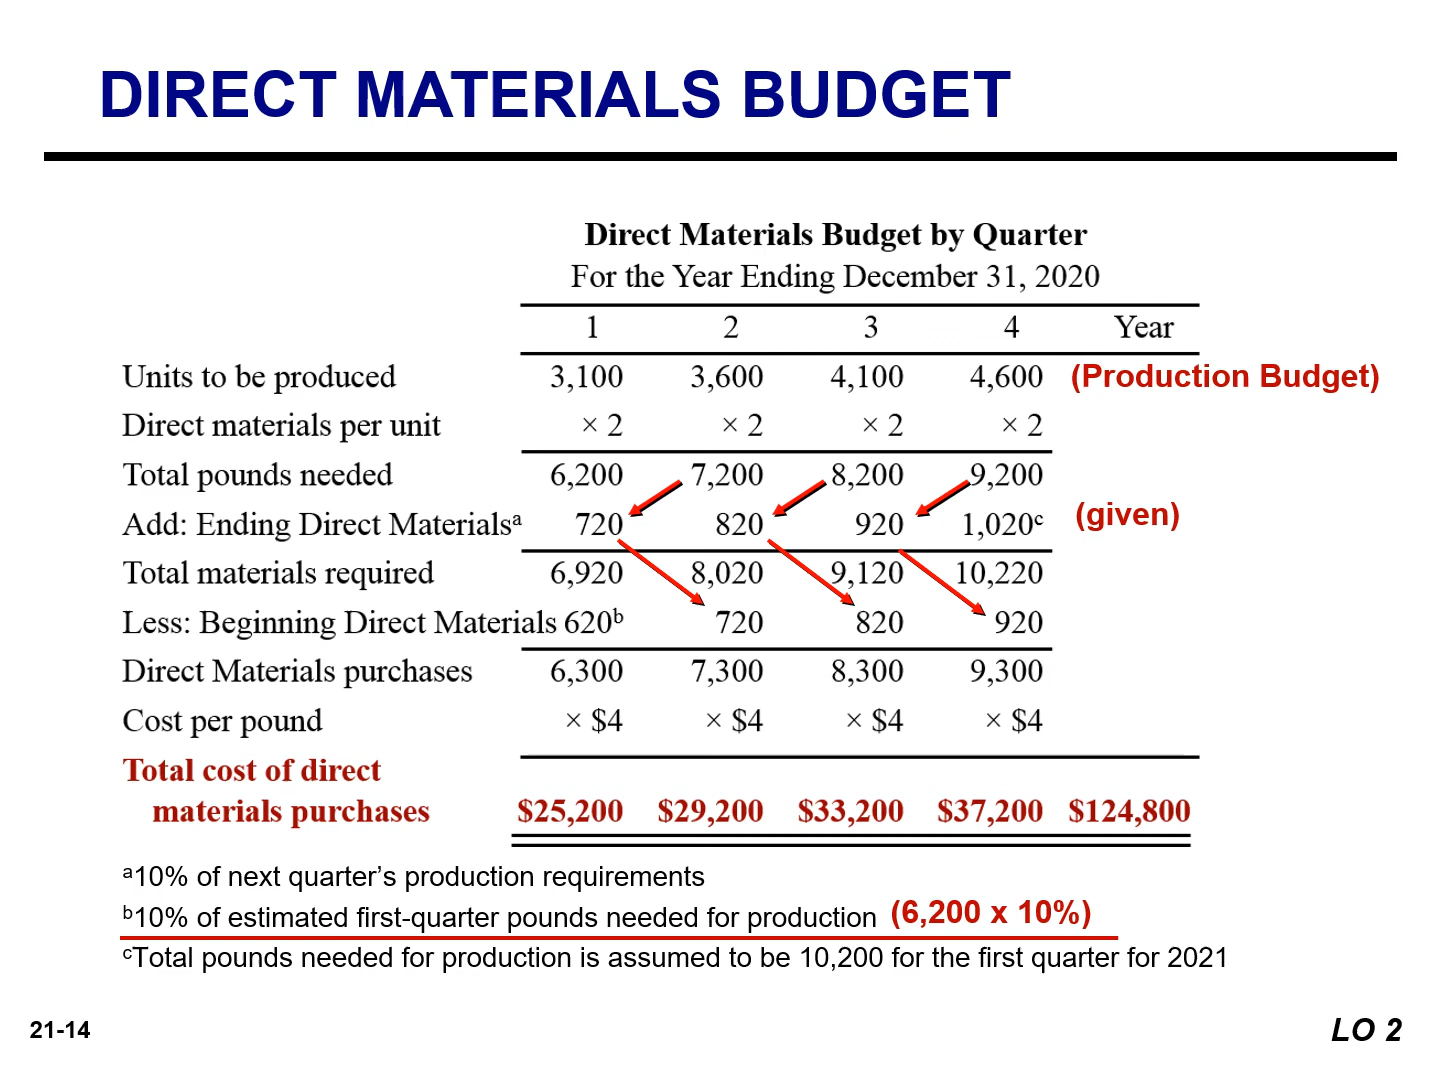 DIRECT MATERIALS BUDGET
Direct Materials Budget by Quarter
For the Year Ending December 31, 2020
1 2 3 4 Year
Units to be produced 3,100 3,600 4,100 4,600 (Production Budget)
Direct materials per unit × 2 × 2 × 2 × 2
Total pounds needed 6,200 7,200 8,200 9,200
Add: Ending Direct Materialsᵃ 720 820 920 1,020ᶜ (given)
Total materials required 6,920 8,020 9,120 10,220
Less: Beginning Direct Materials 620ᵇ 720 820 920
Direct Materials purchases 6,300 7,300 8,300 9,300
Cost per pound × $4 × $4 × $4 × $4
Total cost of direct
materials purchases $25,200 $29,200 $33,200 $37,200 $124,800
ᵃ10% of next quarter’s production requirements
ᵇ10% of estimated first-quarter pounds needed for production (6,200 x 10%)
ᶜTotal pounds needed for production is assumed to be 10,200 for the first quarter for 2021
21-14 LO 2